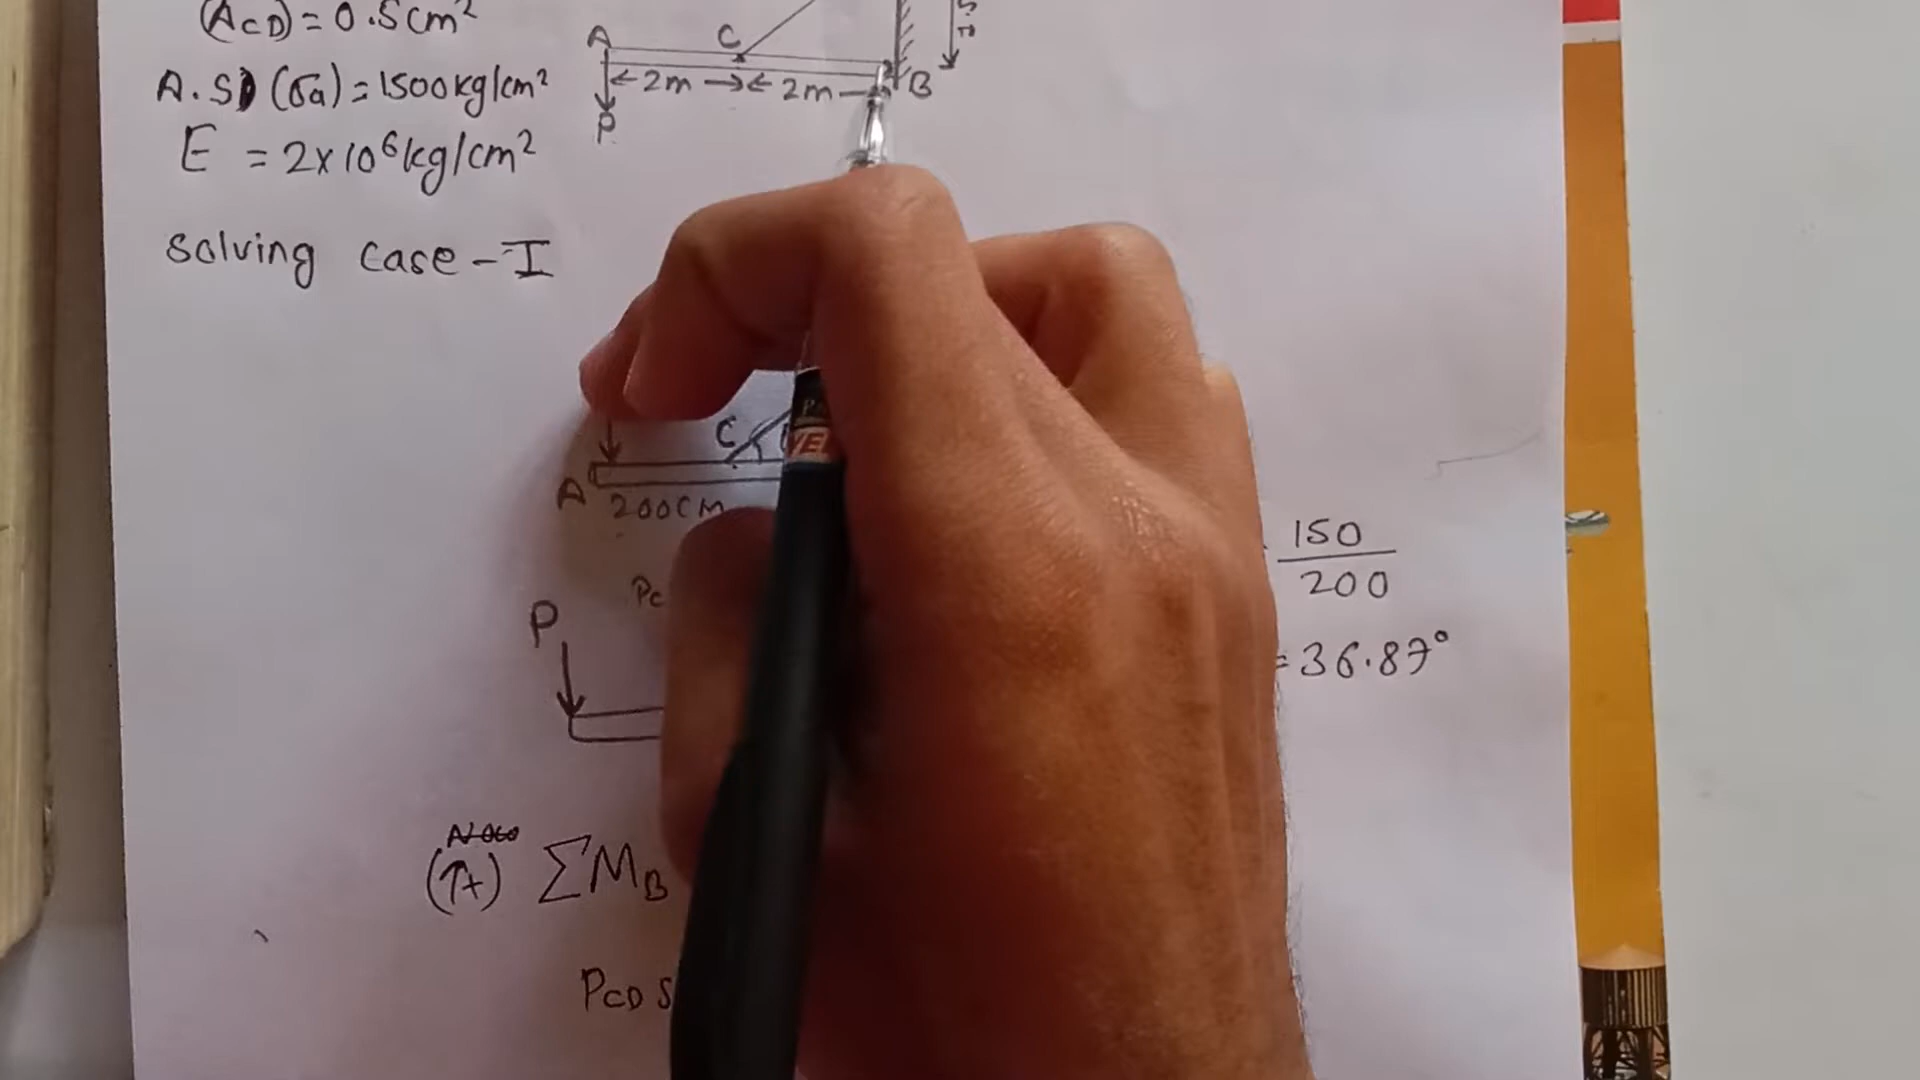 (ACD) = 0.5cm²
A.S (σa) = 1500kg/cm²
E = 2x10⁶kg/cm²
A C
←2m→←2m→ B
P
solving case-I
C
A 200CM
150
200
Pc
P
= 36.87°
(↑+) ΣMB
PCD S